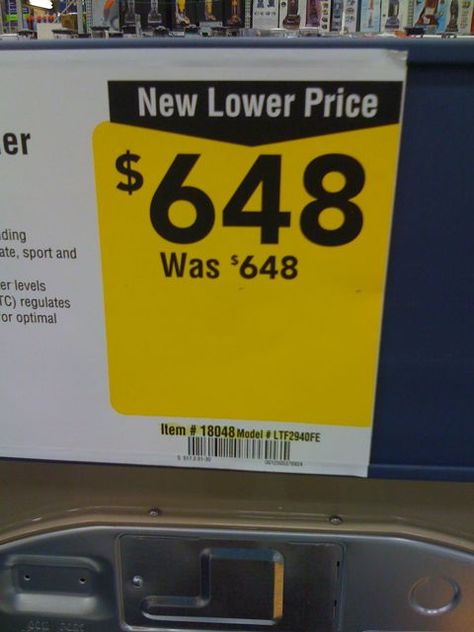 New Lower Price
er
$648
Was $648
ding
ate, sport and
er levels
TC) regulates
or optimal
Item # 18048 Model # LTF2940FE